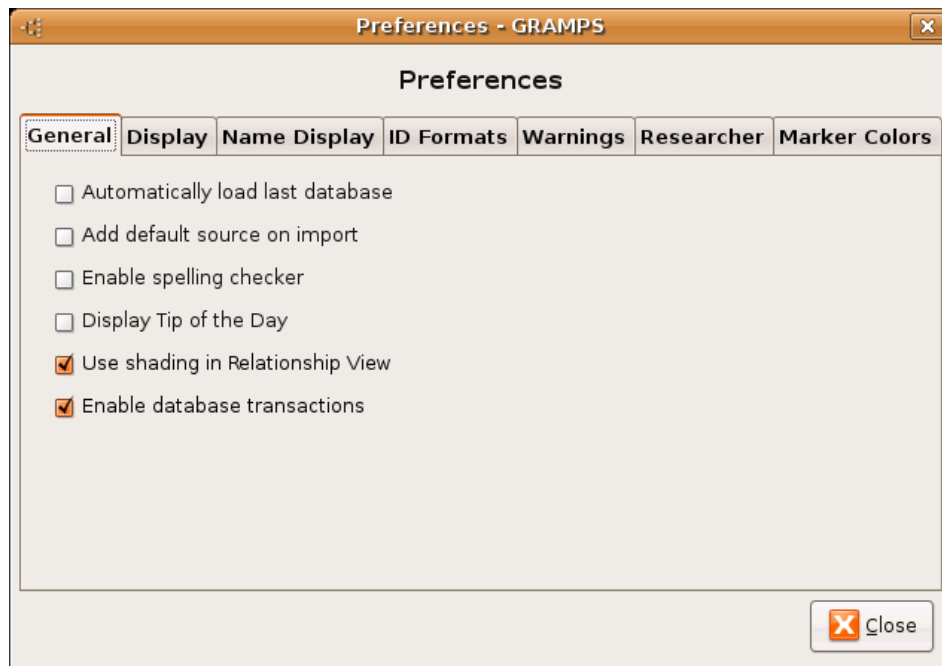 Preferences - GRAMPS
Preferences
General Display Name Display ID Formats Warnings Researcher Marker Colors
Automatically load last database
Add default source on import
Enable spelling checker
Display Tip of the Day
Use shading in Relationship View
Enable database transactions
Close